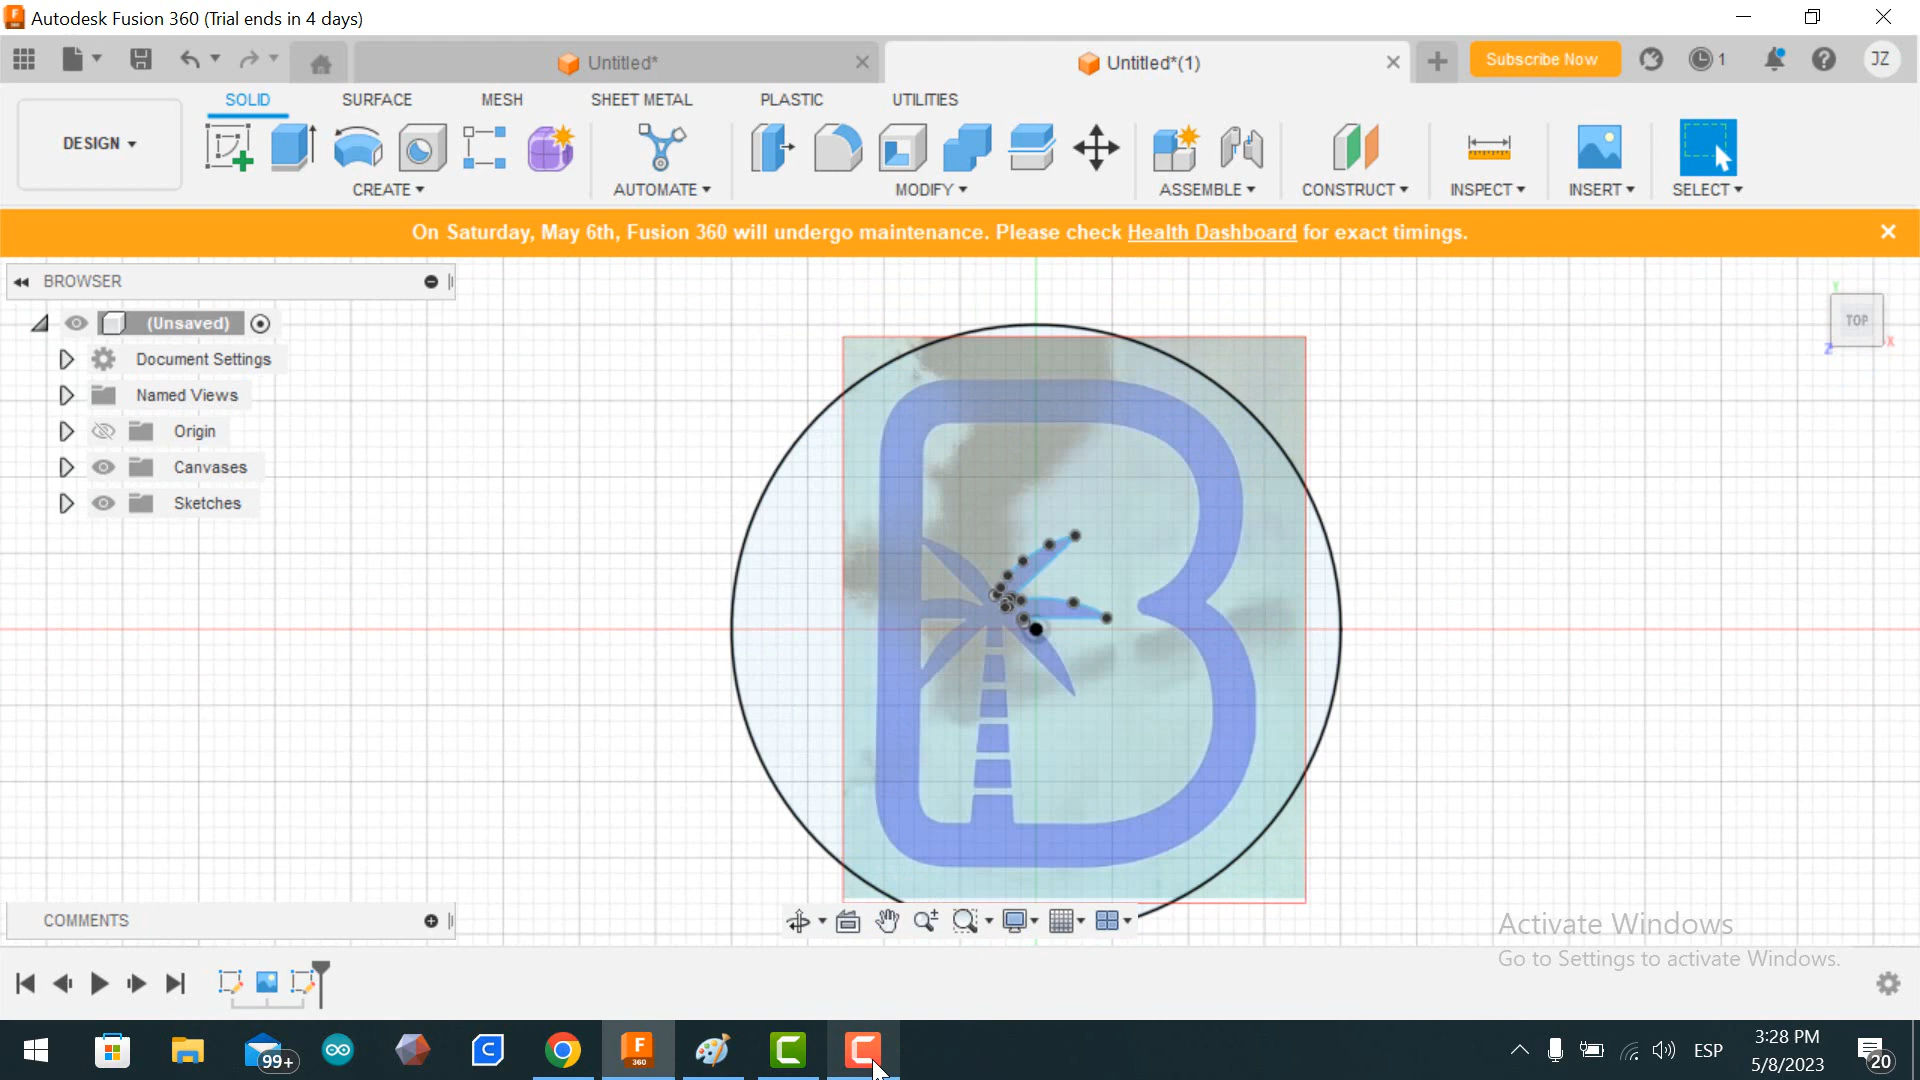 Autodesk Fusion 360 (Trial ends in 4 days)
Untitled*
Untitled*(1)
Subscribe Now
1
JZ
DESIGN
SOLID
SURFACE
MESH
SHEET METAL
PLASTIC
UTILITIES
CREATE
AUTOMATE
MODIFY
ASSEMBLE
CONSTRUCT
INSPECT
INSERT
SELECT
On Saturday, May 6th, Fusion 360 will undergo maintenance. Please check Health Dashboard for exact timings.
BROWSER
(Unsaved)
Document Settings
Named Views
Origin
Canvases
Sketches
Y
TOP
X
Z
B
COMMENTS
Activate Windows
Go to Settings to activate Windows.
99+
F
360
ESP
3:28 PM
5/8/2023
20